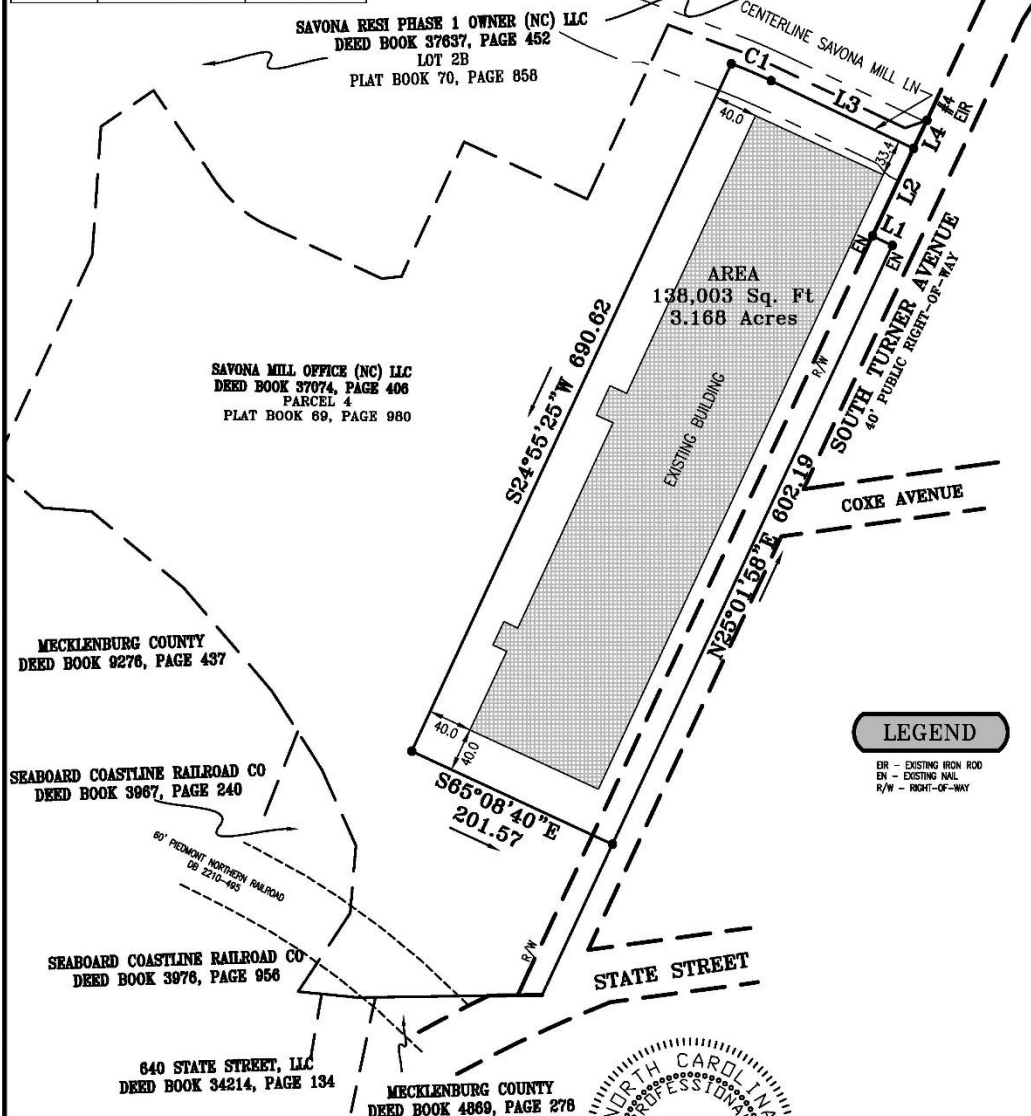 SAVONA RESI PHASE 1 OWNER (NC) LLC
DEED BOOK 37637, PAGE 452
LOT 2B
PLAT BOOK 70, PAGE 858
CENTERLINE SAVONA MILL LN
C1
L3
#4
EIR
L4
40.0
33.4
L2
L1
EN
EN
AREA
138,003 Sq. Ft
3.168 Acres
SOUTH TURNER AVENUE
40' PUBLIC RIGHT-OF-WAY
R/W
S24°55'25"W 690.62
SAVONA MILL OFFICE (NC) LLC
DEED BOOK 37074, PAGE 406
PARCEL 4
PLAT BOOK 69, PAGE 980
EXISTING BUILDING
COXE AVENUE
N25°01'58"E 602.19
MECKLENBURG COUNTY
DEED BOOK 9276, PAGE 437
LEGEND
EIR - EXISTING IRON ROD
EN - EXISTING NAIL
R/W - RIGHT-OF-WAY
40.0
40.0
SEABOARD COASTLINE RAILROAD CO
DEED BOOK 3967, PAGE 240
S65°08'40"E
201.57
60' PIEDMONT NORTHERN RAILROAD
DB 2210-495
R/W
SEABOARD COASTLINE RAILROAD CO
DEED BOOK 3976, PAGE 956
STATE STREET
640 STATE STREET, LLC
DEED BOOK 34214, PAGE 134
MECKLENBURG COUNTY
DEED BOOK 4869, PAGE 278
NORTH CAROLINA
PROFESSIONAL